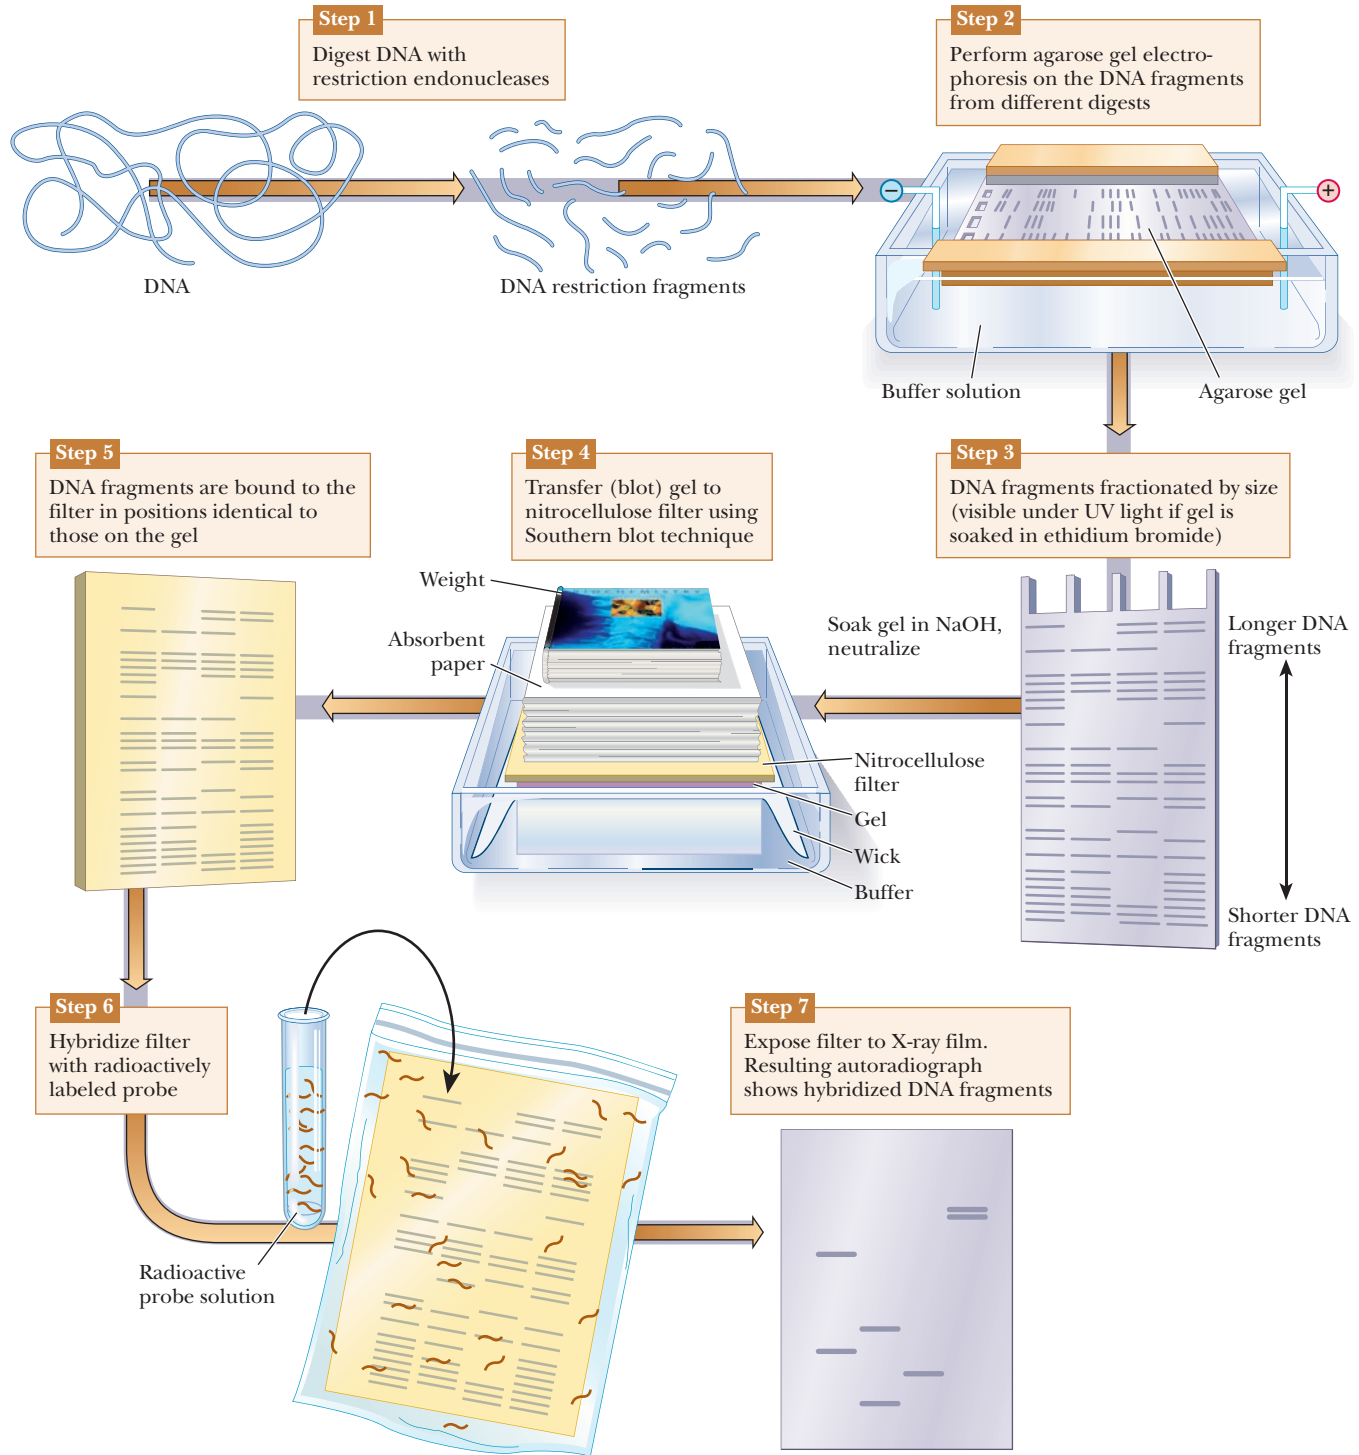 Step 1
Digest DNA with
restriction endonucleases
Step 2
Perform agarose gel electro-
phoresis on the DNA fragments
from different digests
−
+
DNA
DNA restriction fragments
Buffer solution
Agarose gel
Step 3
DNA fragments fractionated by size
(visible under UV light if gel is
soaked in ethidium bromide)
Longer DNA
fragments
Shorter DNA
fragments
Soak gel in NaOH,
neutralize
Step 4
Transfer (blot) gel to
nitrocellulose filter using
Southern blot technique
Weight
BIOCHEMISTRY
Absorbent
paper
Nitrocellulose
filter
Gel
Wick
Buffer
Step 5
DNA fragments are bound to the
filter in positions identical to
those on the gel
Step 6
Hybridize filter
with radioactively
labeled probe
Radioactive
probe solution
Step 7
Expose filter to X-ray film.
Resulting autoradiograph
shows hybridized DNA fragments